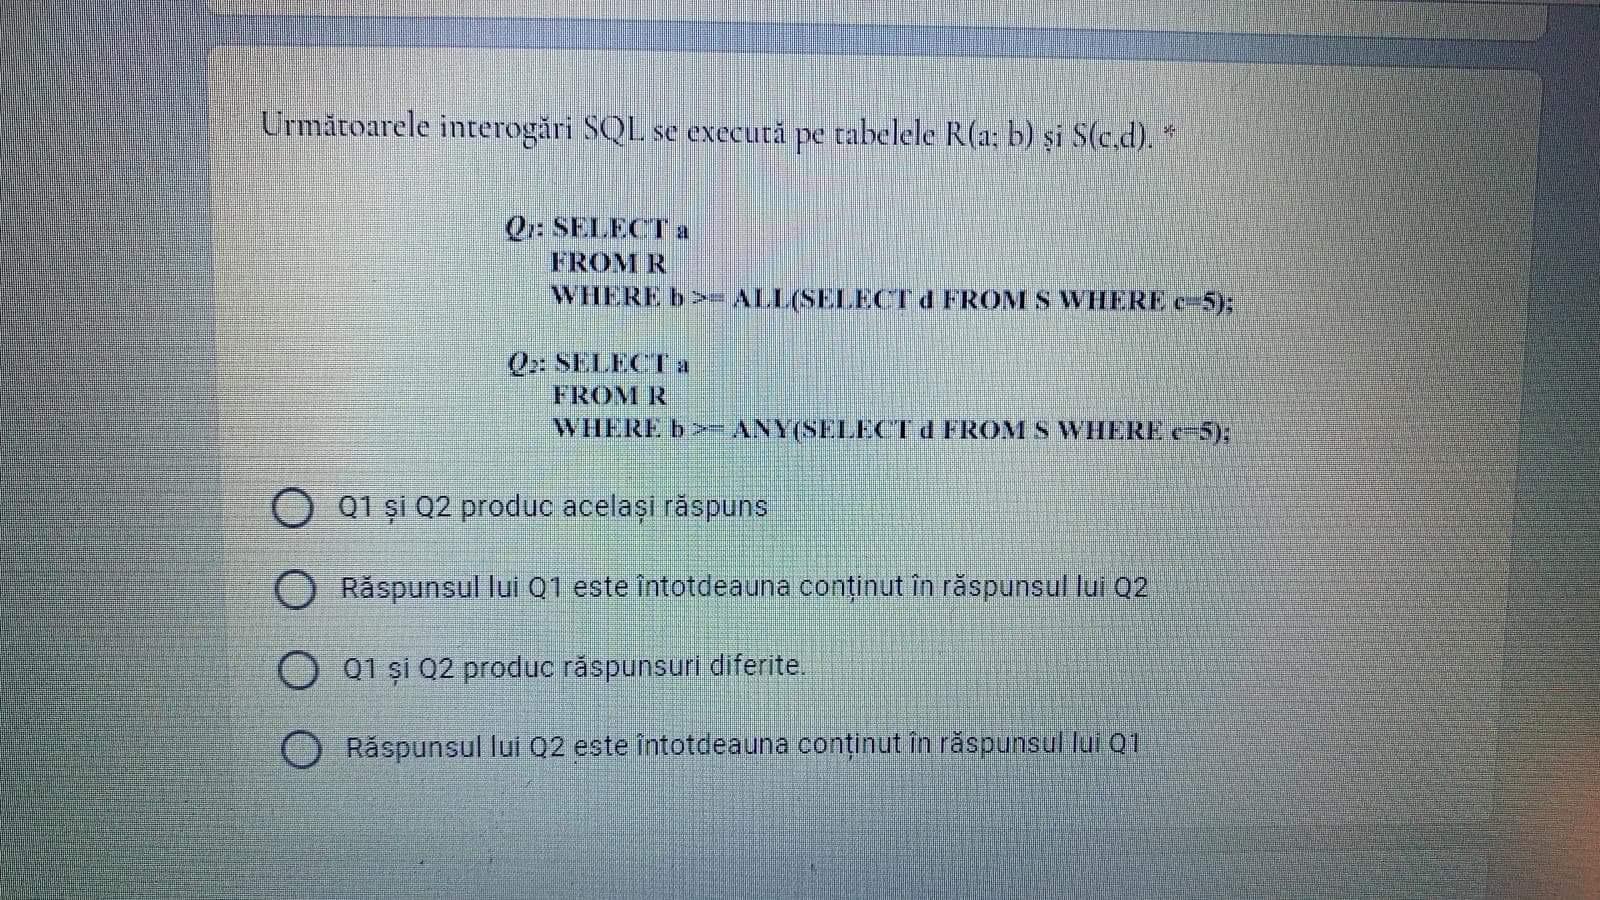 Următoarele interogări SQL se execută pe tabelele R(a; b) și S(c,d). *
Q1: SELECT a
FROM R
WHERE b >= ALL(SELECT d FROM S WHERE c=5);
Q2: SELECT a
FROM R
WHERE b >= ANY(SELECT d FROM S WHERE c=5);
Q1 și Q2 produc același răspuns
Răspunsul lui Q1 este întotdeauna conținut în răspunsul lui Q2
Q1 și Q2 produc răspunsuri diferite.
Răspunsul lui Q2 este întotdeauna conținut în răspunsul lui Q1